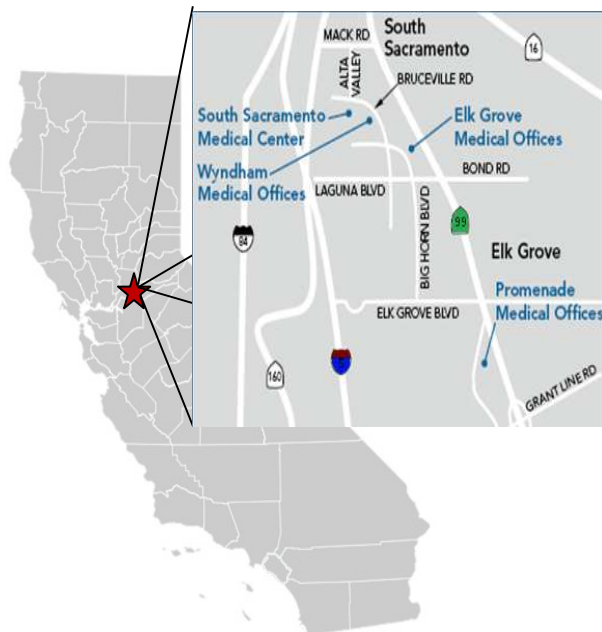 South
Sacramento
MACK RD
16
ALTA
VALLEY
BRUCEVILLE RD
South Sacramento
Medical Center
Elk Grove
Medical Offices
Wyndham
Medical Offices
BOND RD
LAGUNA BLVD
99
84
BIG HORN BLVD
Elk Grove
Promenade
Medical Offices
ELK GROVE BLVD
5
160
GRANT LINE RD